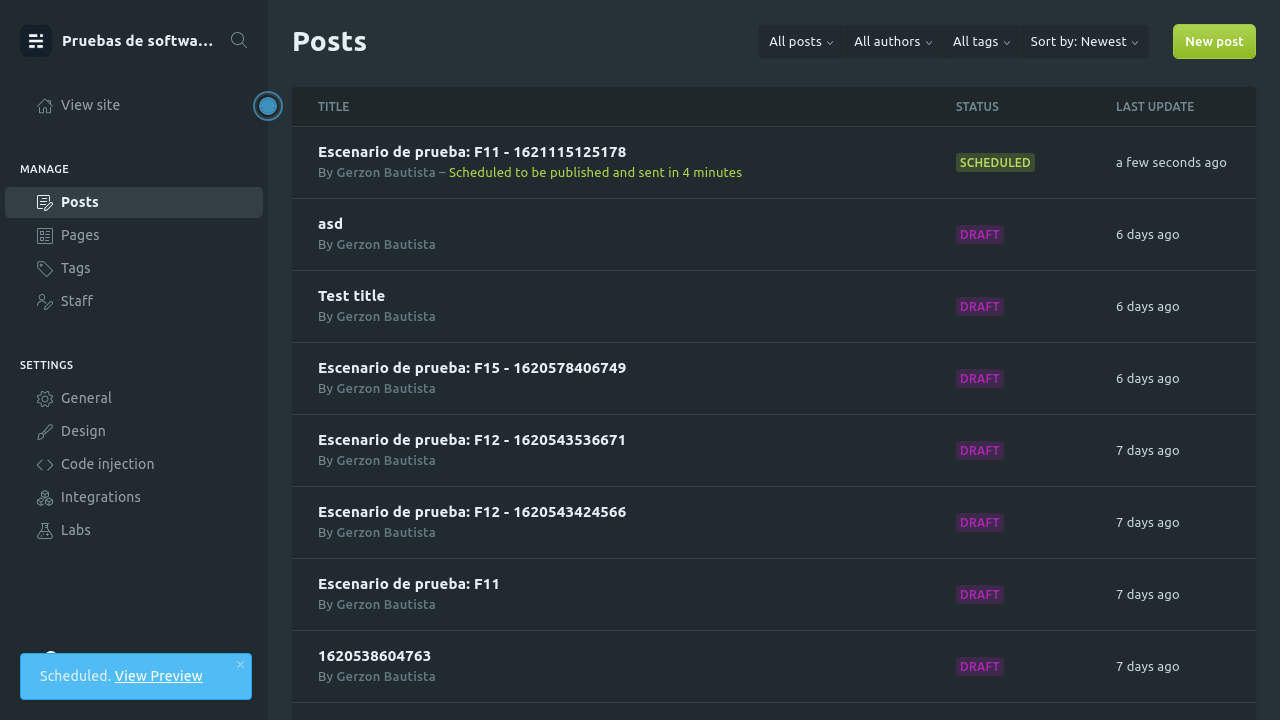 Pruebas de softwa...
View site
MANAGE
Posts
Pages
Tags
Staff
SETTINGS
General
Design
Code injection
Integrations
Labs
Scheduled. View Preview
Posts
All posts All authors All tags Sort by: Newest New post
TITLE STATUS LAST UPDATE
Escenario de prueba: F11 - 1621115125178
By Gerzon Bautista – Scheduled to be published and sent in 4 minutes
SCHEDULED a few seconds ago
asd
By Gerzon Bautista
DRAFT 6 days ago
Test title
By Gerzon Bautista
DRAFT 6 days ago
Escenario de prueba: F15 - 1620578406749
By Gerzon Bautista
DRAFT 6 days ago
Escenario de prueba: F12 - 1620543536671
By Gerzon Bautista
DRAFT 7 days ago
Escenario de prueba: F12 - 1620543424566
By Gerzon Bautista
DRAFT 7 days ago
Escenario de prueba: F11
By Gerzon Bautista
DRAFT 7 days ago
1620538604763
By Gerzon Bautista
DRAFT 7 days ago